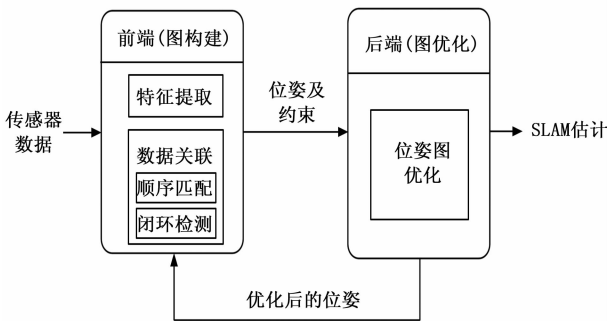 前端(图构建)
特征提取
数据关联
顺序匹配
闭环检测
传感器
数据
位姿及
约束
后端(图优化)
位姿图
优化
SLAM估计
优化后的位姿